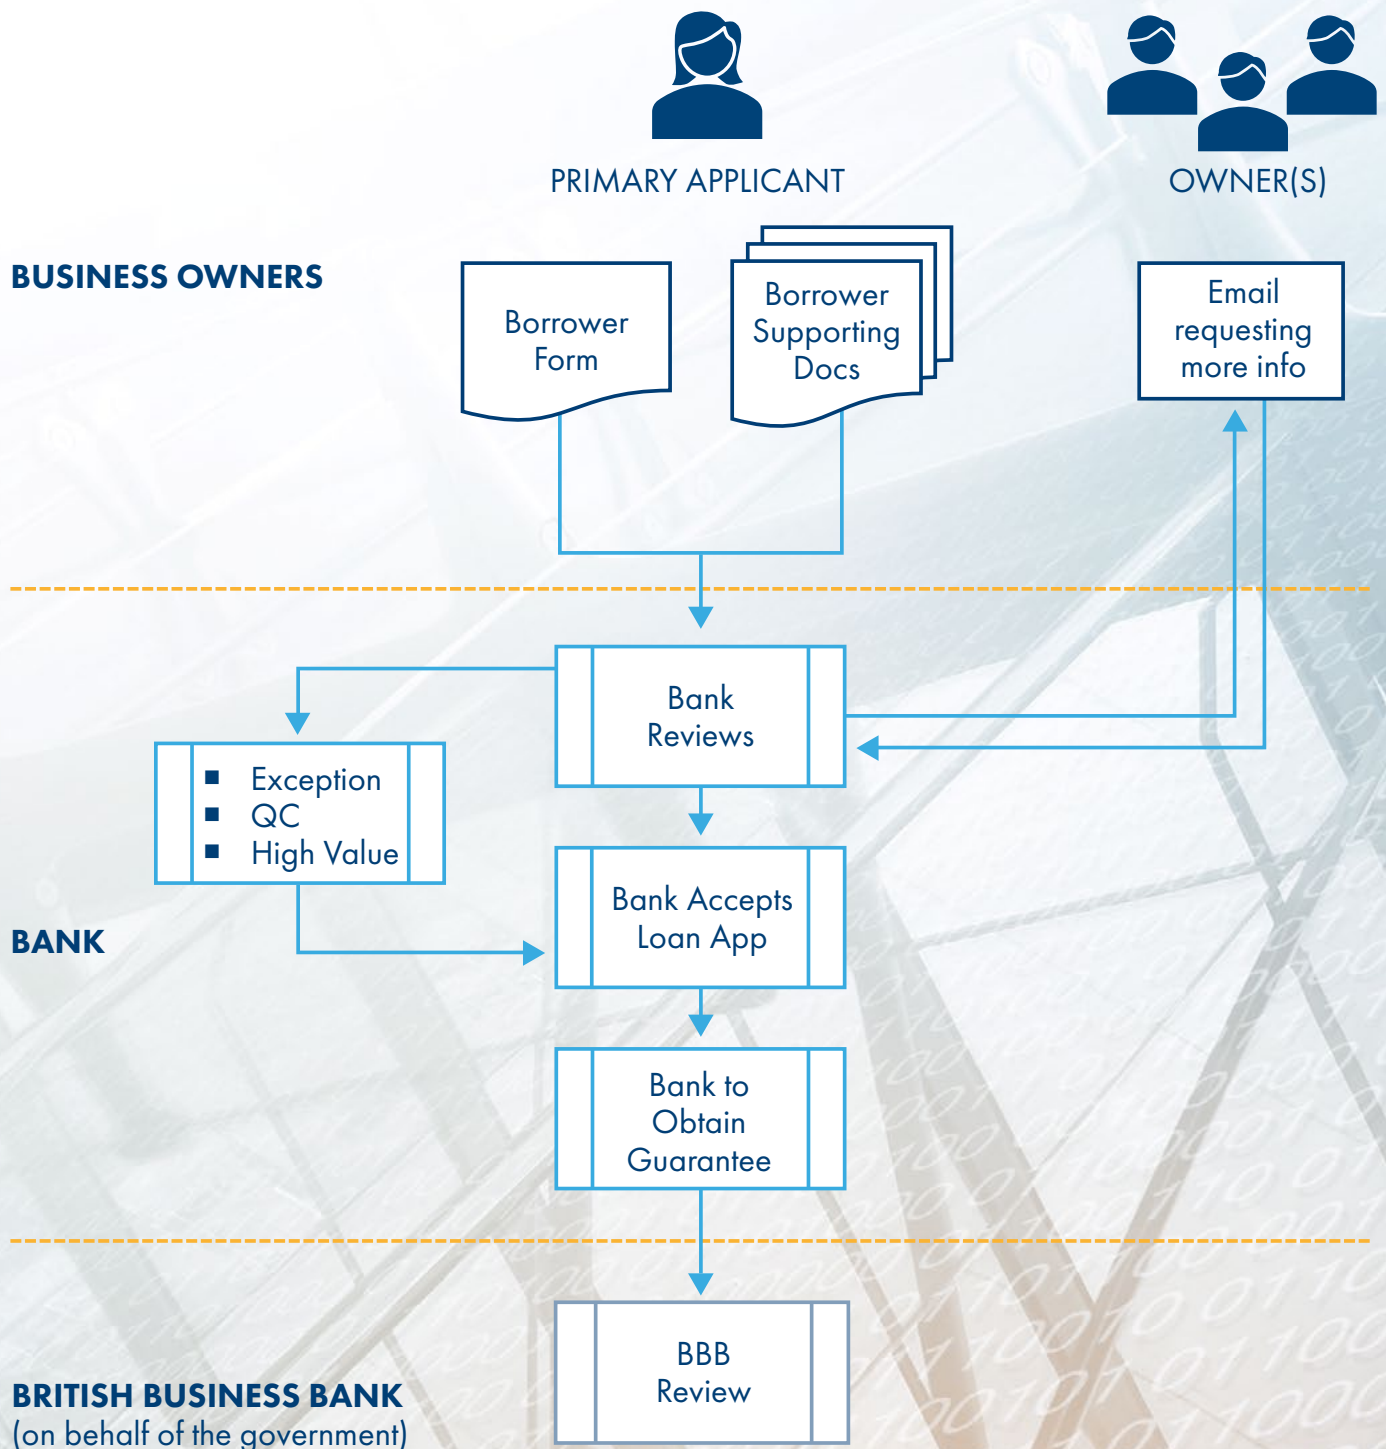 PRIMARY APPLICANT
OWNER(S)
BUSINESS OWNERS
Borrower
Form
Borrower
Supporting
Docs
Email
requesting
more info
Bank
Reviews
■ Exception
■ QC
■ High Value
Bank Accepts
Loan App
BANK
Bank to
Obtain
Guarantee
BBB
Review
BRITISH BUSINESS BANK
(on behalf of the government)